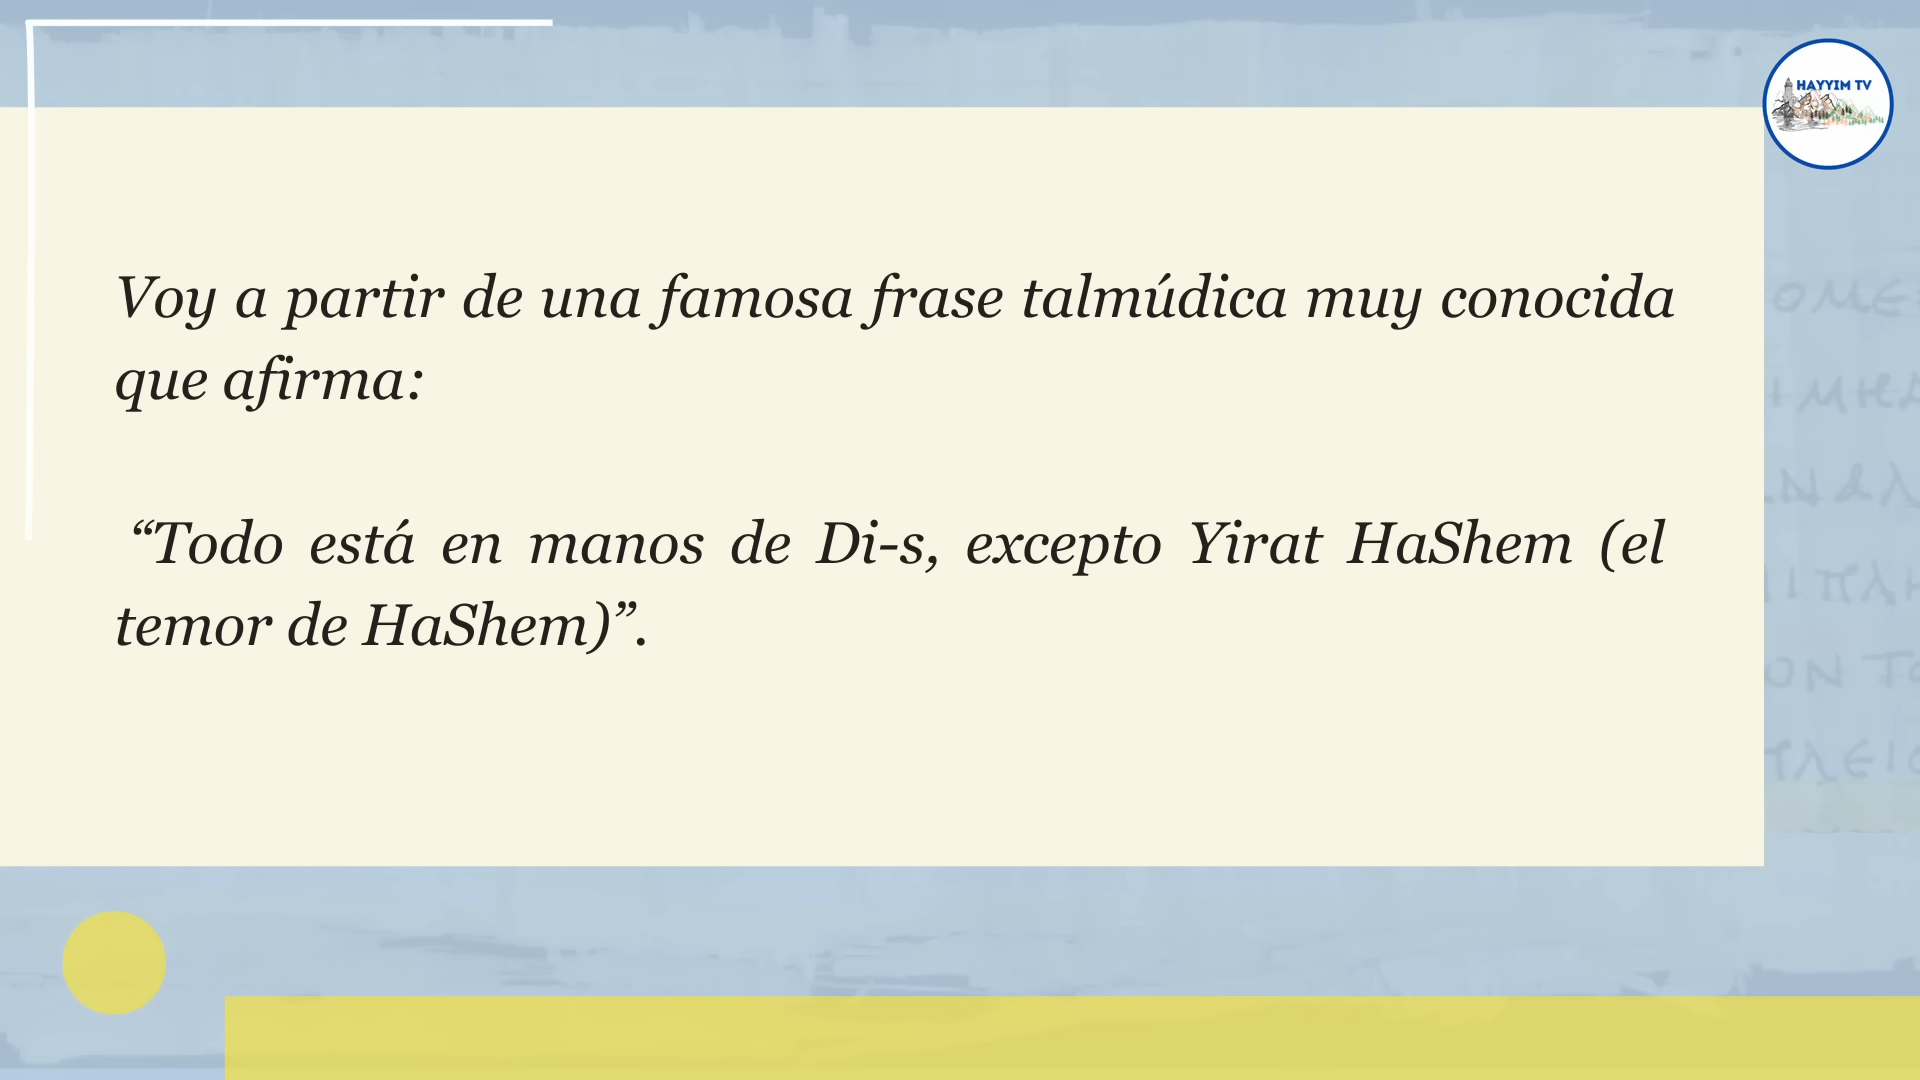 HAYYIM TV
Voy a partir de una famosa frase talmúdica muy conocida
que afirma:
“Todo está en manos de Di-s, excepto Yirat HaShem (el
temor de HaShem)”.